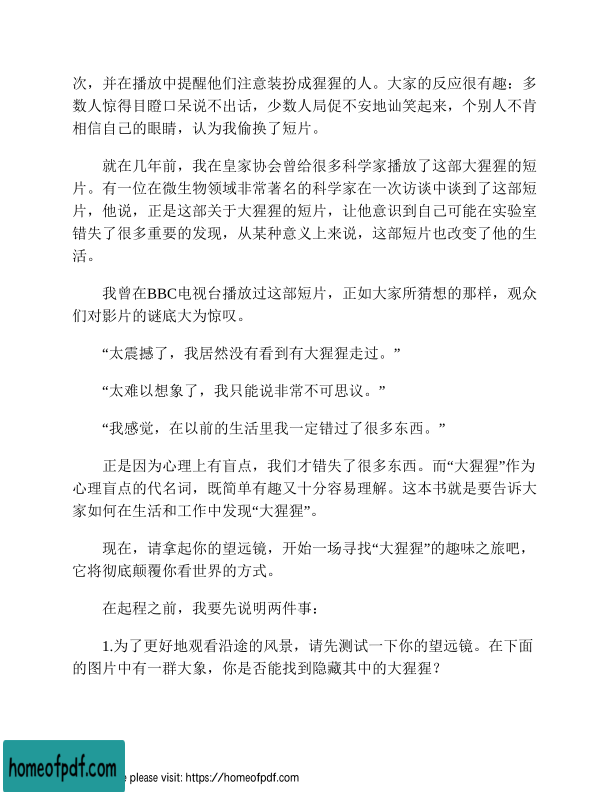 次，并在播放中提醒他们注意装扮成猩猩的人。大家的反应很有趣：多
数人惊得目瞪口呆说不出话，少数人局促不安地讪笑起来，个别人不肯
相信自己的眼睛，认为我偷换了短片。
就在几年前，我在皇家协会曾给很多科学家播放了这部大猩猩的短
片。有一位在微生物领域非常著名的科学家在一次访谈中谈到了这部短
片，他说，正是这部关于大猩猩的短片，让他意识到自己可能在实验室
错失了很多重要的发现，从某种意义上来说，这部短片也改变了他的生
活。
我曾在BBC电视台播放过这部短片，正如大家所猜想的那样，观众
们对影片的谜底大为惊叹。
“太震撼了，我居然没有看到有大猩猩走过。”
“太难以想象了，我只能说非常不可思议。”
“我感觉，在以前的生活里我一定错过了很多东西。”
正是因为心理上有盲点，我们才错失了很多东西。而“大猩猩”作为
心理盲点的代名词，既简单有趣又十分容易理解。这本书就是要告诉大
家如何在生活和工作中发现“大猩猩”。
现在，请拿起你的望远镜，开始一场寻找“大猩猩”的趣味之旅吧，
它将彻底颠覆你看世界的方式。
在起程之前，我要先说明两件事：
1.为了更好地观看沿途的风景，请先测试一下你的望远镜。在下面
的图片中有一群大象，你是否能找到隐藏其中的大猩猩？
homeofpdf.com
please visit: https://homeofpdf.com